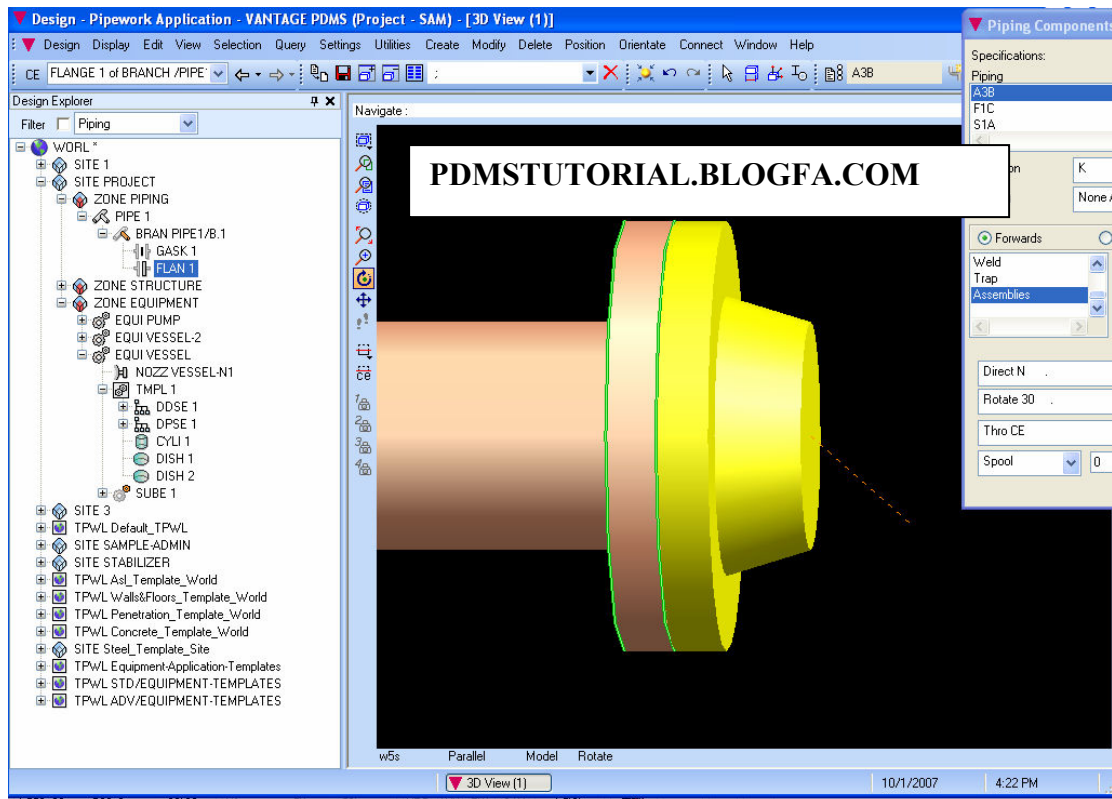 Design - Pipework Application - VANTAGE PDMS (Project - SAM) - [3D View (1)]
Design Display Edit View Selection Query Settings Utilities Create Modify Delete Position Orientate Connect Window Help
CE FLANGE 1 of BRANCH /PIPE ; A3B
Design Explorer
Filter Piping
WORL *
SITE 1
SITE PROJECT
ZONE PIPING
PIPE 1
BRAN PIPE1/B.1
GASK 1
FLAN 1
ZONE STRUCTURE
ZONE EQUIPMENT
EQUI PUMP
EQUI VESSEL-2
EQUI VESSEL
NOZZ VESSEL-N1
TMPL 1
DDSE 1
DPSE 1
CYLI 1
DISH 1
DISH 2
SUBE 1
SITE 3
TPWL Default_TPWL
SITE SAMPLE-ADMIN
SITE STABILIZER
TPWL Asl_Template_World
TPWL Walls&Floors_Template_World
TPWL Penetration_Template_World
TPWL Concrete_Template_World
SITE Steel_Template_Site
TPWL Equipment-Application-Templates
TPWL STD/EQUIPMENT-TEMPLATES
TPWL ADV/EQUIPMENT-TEMPLATES
Navigate :
PDMSTUTORIAL.BLOGFA.COM
ce
1
2
3
4
w5s Parallel Model Rotate
Piping Components
Specifications:
Piping
A3B
F1C
S1A
on K
None
Forwards
Weld
Trap
Assemblies
Direct N .
Rotate 30 .
Thro CE
Spool 0
3D View (1)
10/1/2007 4:22 PM